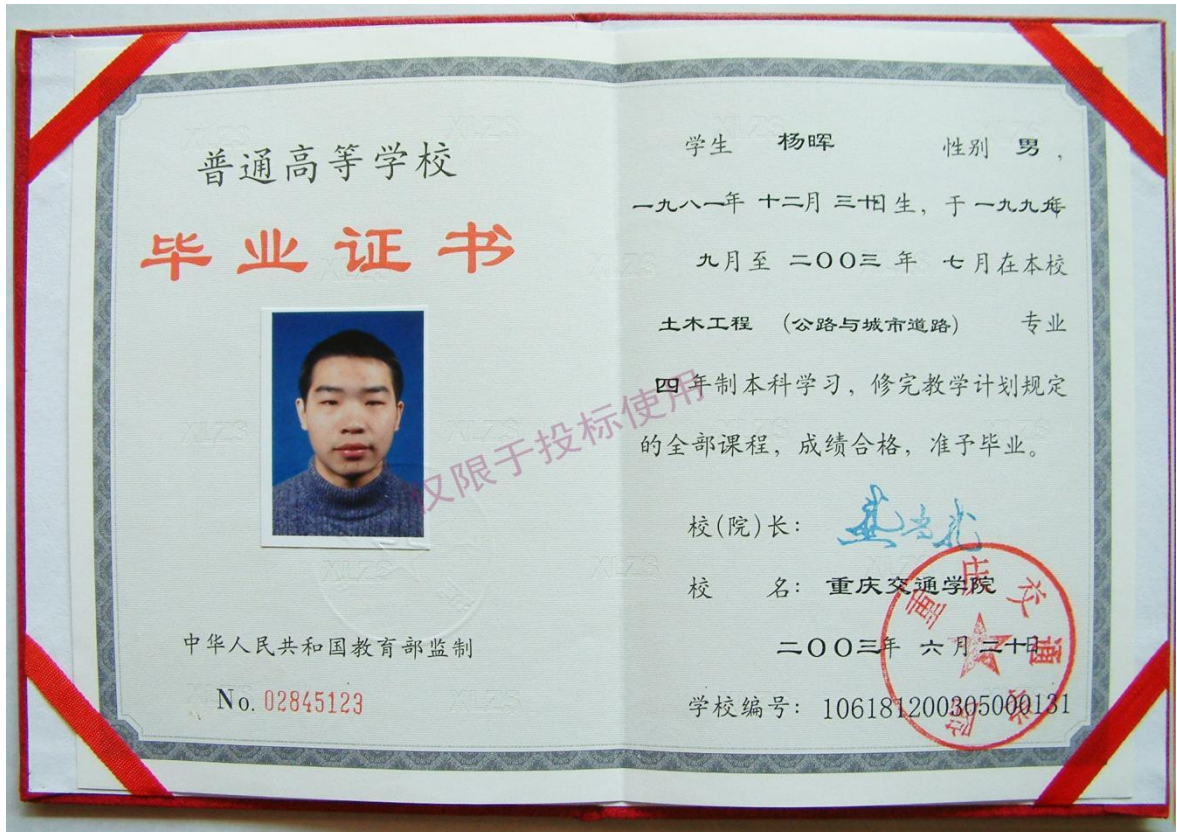 普通高等学校
毕业证书
中华人民共和国教育部监制
No. 02845123
学生 杨晖 性别 男,
一九八一年 十二月 三十日生, 于一九九九年
九月至 二〇〇三 年 七月在本校
土木工程 (公路与城市道路) 专业
四年制本科学习, 修完教学计划规定
的全部课程, 成绩合格, 准予毕业。
校(院)长:
校 名: 重庆交通学院
二〇〇三年 六月二十日
学校编号: 106181200305000131
重庆交通学院
仅限于投标使用
XLZS